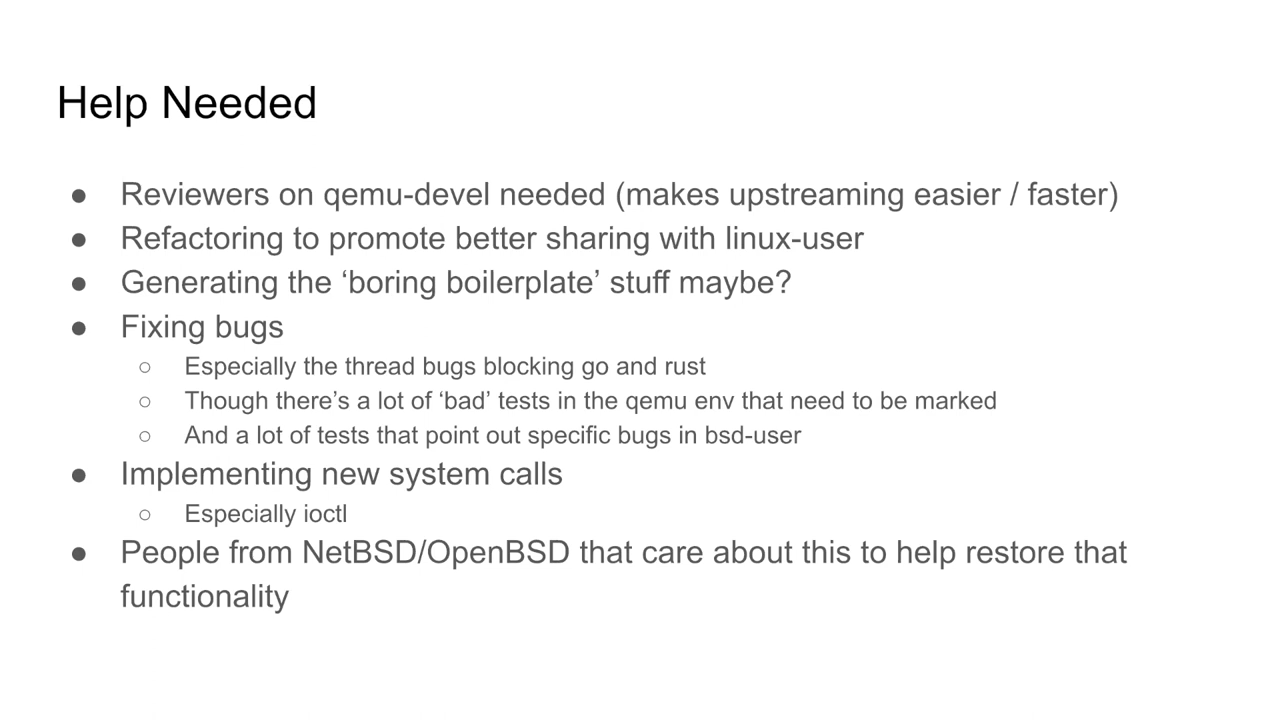 Help Needed
● Reviewers on qemu-devel needed (makes upstreaming easier / faster)
● Refactoring to promote better sharing with linux-user
● Generating the ‘boring boilerplate’ stuff maybe?
● Fixing bugs
○ Especially the thread bugs blocking go and rust
○ Though there’s a lot of ‘bad’ tests in the qemu env that need to be marked
○ And a lot of tests that point out specific bugs in bsd-user
● Implementing new system calls
○ Especially ioctl
● People from NetBSD/OpenBSD that care about this to help restore that
functionality